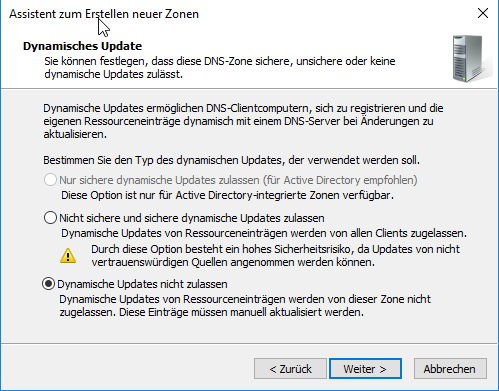 Assistent zum Erstellen neuer Zonen
Dynamisches Update
Sie können festlegen, dass diese DNS-Zone sichere, unsichere oder keine
dynamische Updates zulässt.
Dynamische Updates ermöglichen DNS-Clientcomputern, sich zu registrieren und die
eigenen Ressourceneinträge dynamisch mit einem DNS-Server bei Änderungen zu
aktualisieren.
Bestimmen Sie den Typ des dynamischen Updates, der verwendet werden soll.
Nur sichere dynamische Updates zulassen (für Active Directory empfohlen)
Diese Option ist nur für Active Directory-integrierte Zonen verfügbar.
Nicht sichere und sichere dynamische Updates zulassen
Dynamische Updates von Ressourceneinträgen werden von allen Clients zugelassen.
Durch diese Option besteht ein hohes Sicherheitsrisiko, da Updates von nicht
vertrauenswürdigen Quellen angenommen werden können.
Dynamische Updates nicht zulassen
Dynamische Updates von Ressourceneinträgen werden von dieser Zone nicht
zugelassen. Diese Einträge müssen manuell aktualisiert werden.
< Zurück
Weiter >
Abbrechen